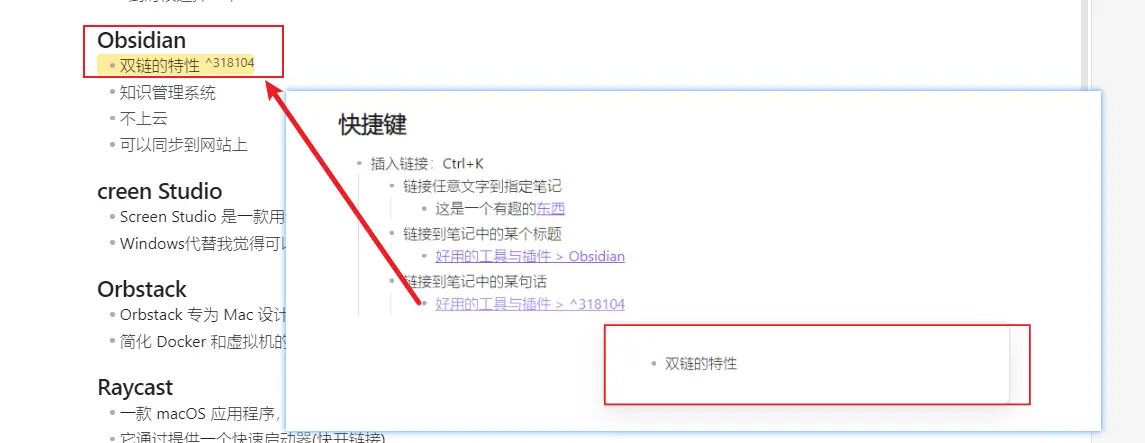 Obsidian
双链的特性 ^318104
知识管理系统
不上云
可以同步到网站上
creen Studio
Screen Studio 是一款用
Windows代替我觉得可以
Orbstack
Orbstack 专为 Mac 设计
简化 Docker 和虚拟机的
Raycast
一款 macOS 应用程序，
它通过提供一个快速启动器(快开链接)
快捷键
插入链接：Ctrl+K
链接任意文字到指定笔记
这是一个有趣的东西
链接到笔记中的某个标题
好用的工具与插件 > Obsidian
链接到笔记中的某句话
好用的工具与插件 > ^318104
双链的特性